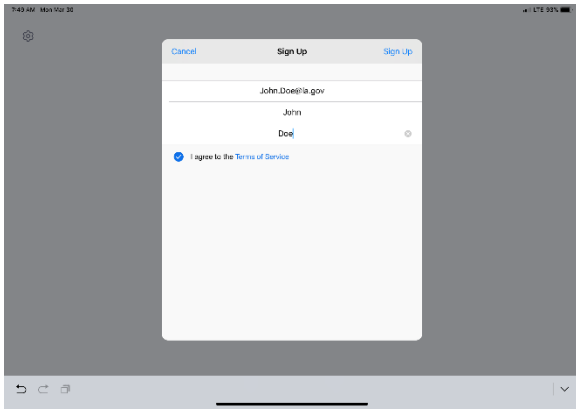 7:49 AM Mon Mar 30
LTE 93%
Cancel Sign Up Sign Up
John.Doe@la.gov
John
Doe
I agree to the Terms of Service